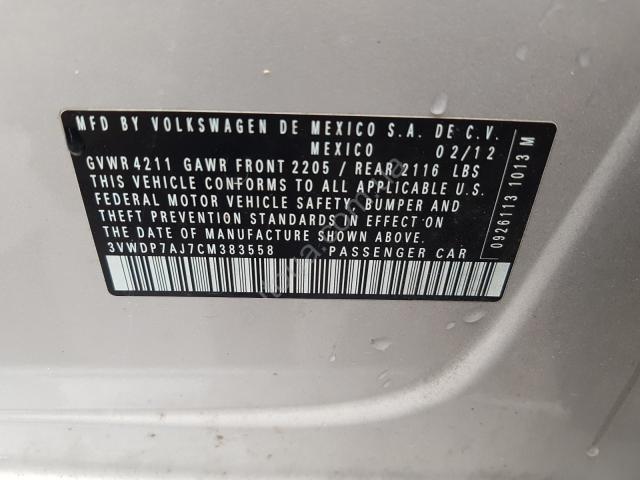 MFD BY VOLKSWAGEN DE MEXICO S.A. DE C.V.
MEXICO 02/12
GVWR 4211 GAWR FRONT 2205 / REAR 2116 LBS
THIS VEHICLE CONFORMS TO ALL APPLICABLE U.S.
FEDERAL MOTOR VEHICLE SAFETY, BUMPER AND
THEFT PREVENTION STANDARDS IN EFFECT ON
THE DATE OF MANUFACTURE SHOWN.
3VWDP7AJ7CM383558 PASSENGER CAR
0926113 1013 M